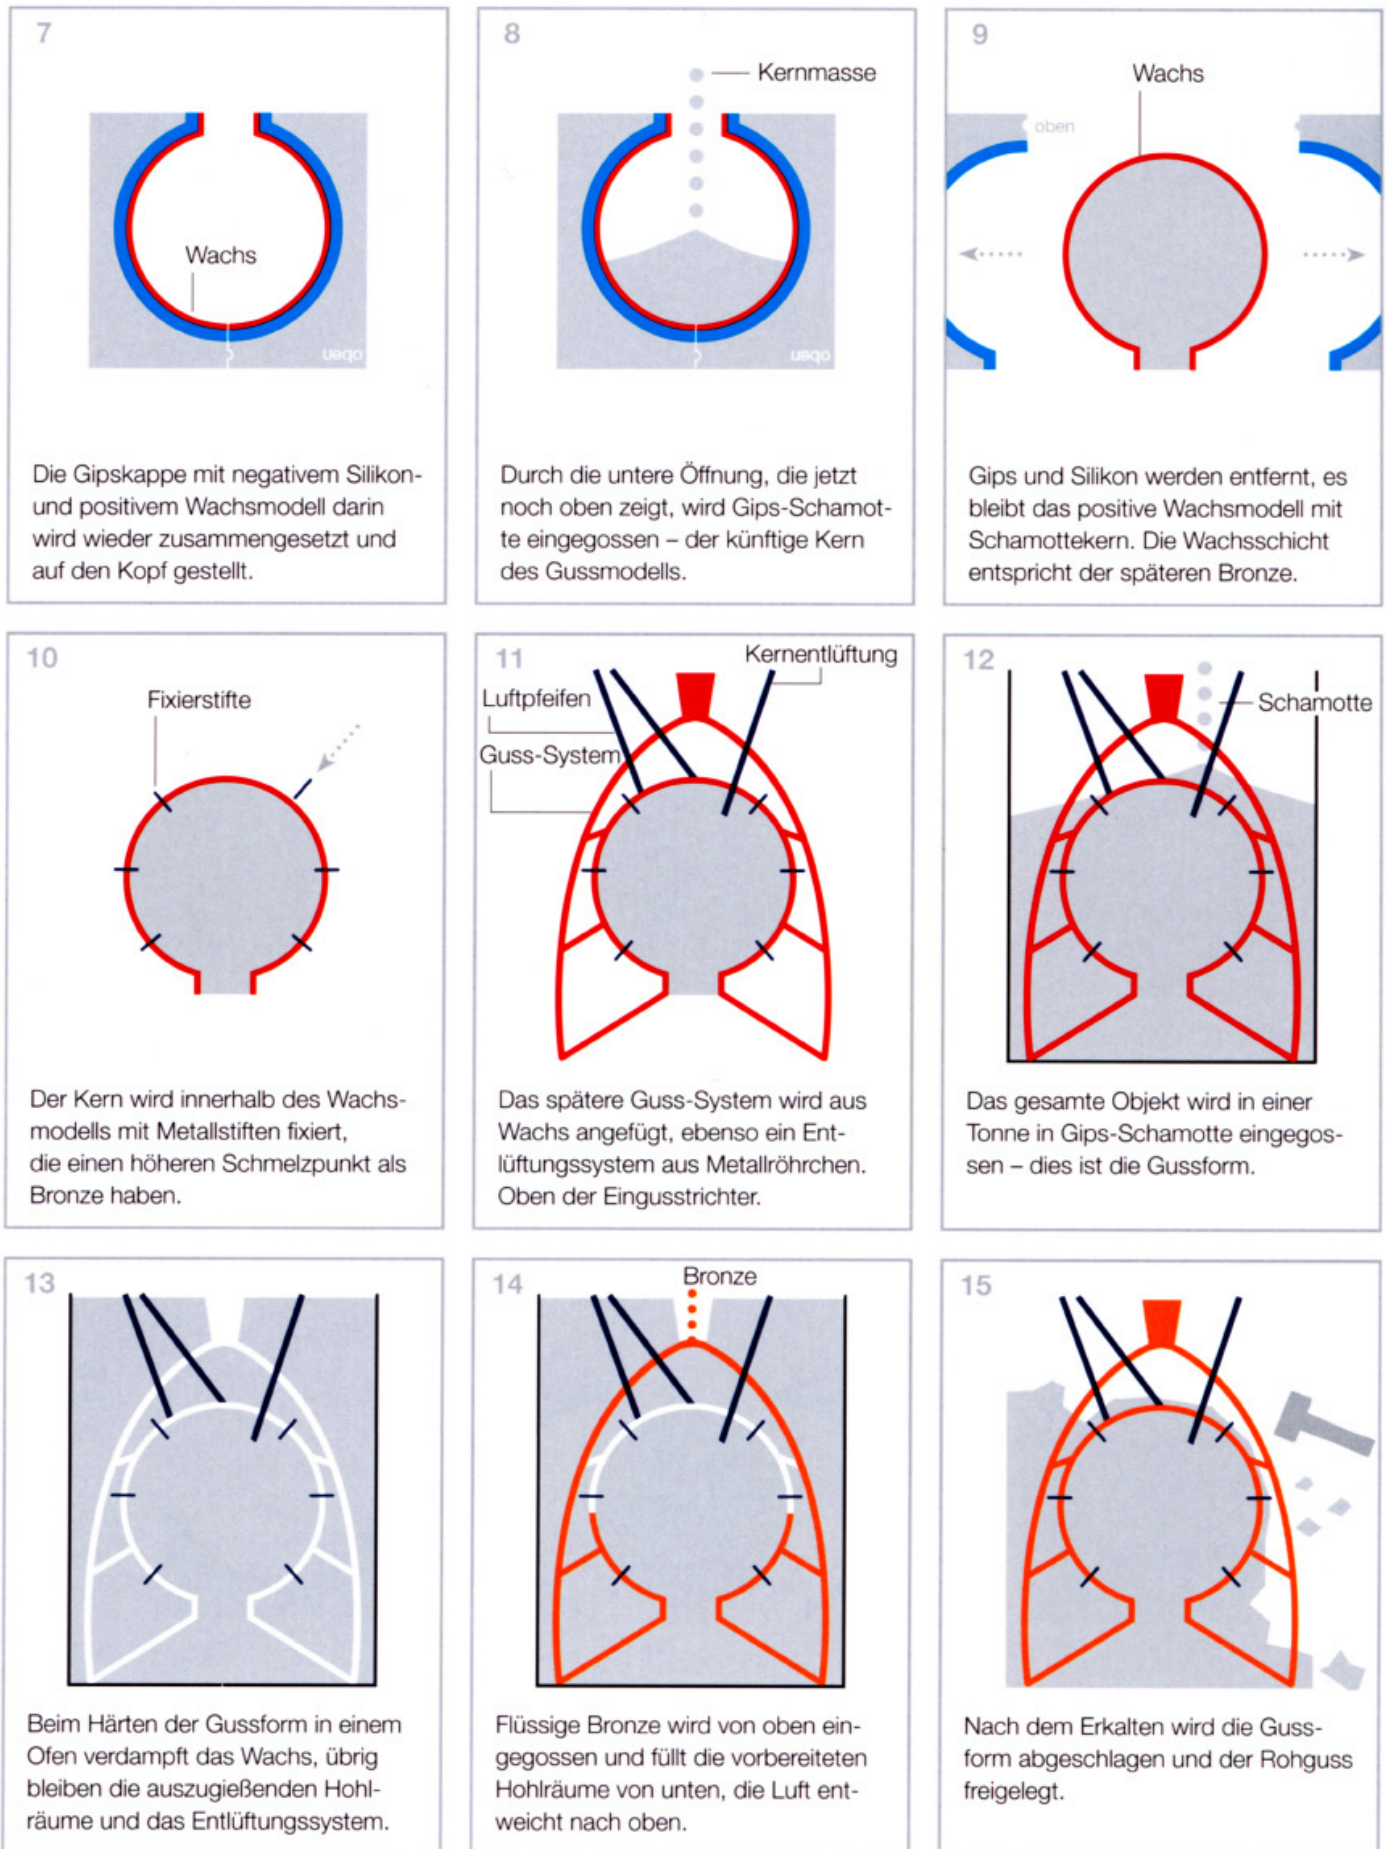 7
Wachs
oben
Die Gipskappe mit negativem Silikon-
und positivem Wachsmodell darin
wird wieder zusammengesetzt und
auf den Kopf gestellt.
8
Kernmasse
oben
Durch die untere Öffnung, die jetzt
noch oben zeigt, wird Gips-Schamot-
te eingegossen – der künftige Kern
des Gussmodells.
9
Wachs
oben
Gips und Silikon werden entfernt, es
bleibt das positive Wachsmodell mit
Schamottekern. Die Wachsschicht
entspricht der späteren Bronze.
10
Fixierstifte
Der Kern wird innerhalb des Wachs-
modells mit Metallstiften fixiert,
die einen höheren Schmelzpunkt als
Bronze haben.
11
Kernentlüftung
Luftpfeifen
Guss-System
Das spätere Guss-System wird aus
Wachs angefügt, ebenso ein Ent-
lüftungssystem aus Metallröhrchen.
Oben der Eingusstrichter.
12
Schamotte
Das gesamte Objekt wird in einer
Tonne in Gips-Schamotte eingegos-
sen – dies ist die Gussform.
13
Beim Härten der Gussform in einem
Ofen verdampft das Wachs, übrig
bleiben die auszugießenden Hohl-
räume und das Entlüftungssystem.
14
Bronze
Flüssige Bronze wird von oben ein-
gegossen und füllt die vorbereiteten
Hohlräume von unten, die Luft ent-
weicht nach oben.
15
Nach dem Erkalten wird die Guss-
form abgeschlagen und der Rohguss
freigelegt.